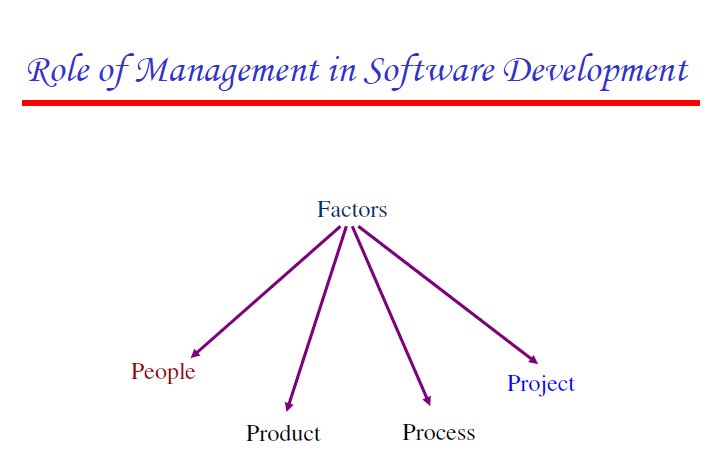 Role of Management in Software Development
Factors
People
Project
Product
Process